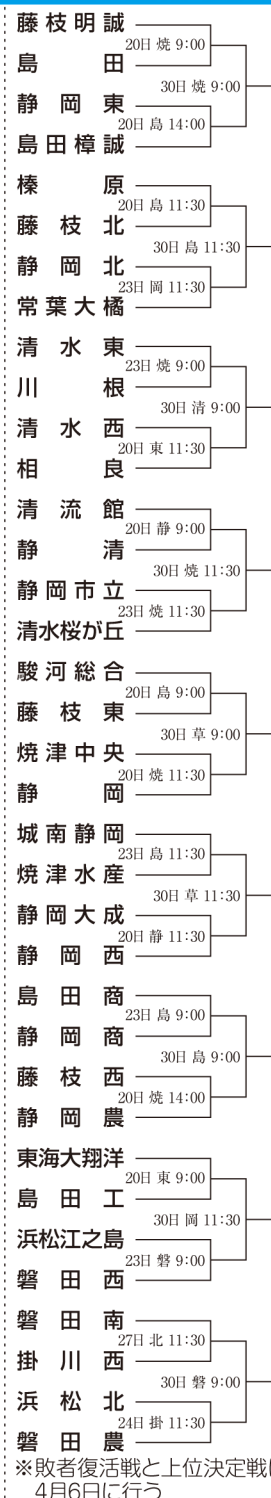 藤枝明誠
20日 焼 9:00
島田
30日 焼 9:00
静岡東
20日 島 14:00
島田樟誠
榛原
20日 島 11:30
藤枝北
30日 島 11:30
静岡北
23日 岡 11:30
常葉大橘
清水東
23日 焼 9:00
川根
30日 清 9:00
清水西
20日 東 11:30
相良
清流館
20日 静 9:00
静清
30日 焼 11:30
静岡市立
23日 焼 11:30
清水桜が丘
駿河総合
20日 島 9:00
藤枝東
30日 草 9:00
焼津中央
20日 焼 11:30
静岡
城南静岡
23日 島 11:30
焼津水産
30日 草 11:30
静岡大成
20日 静 11:30
静岡西
島田商
23日 島 9:00
静岡商
30日 島 9:00
藤枝西
20日 焼 14:00
静岡農
東海大翔洋
20日 東 9:00
島田工
30日 岡 11:30
浜松江之島
23日 磐 9:00
磐田西
磐田南
27日 北 11:30
掛川西
30日 磐 9:00
浜松北
24日 掛 11:30
磐田農
※敗者復活戦と上位決定戦は
4月6日に行う